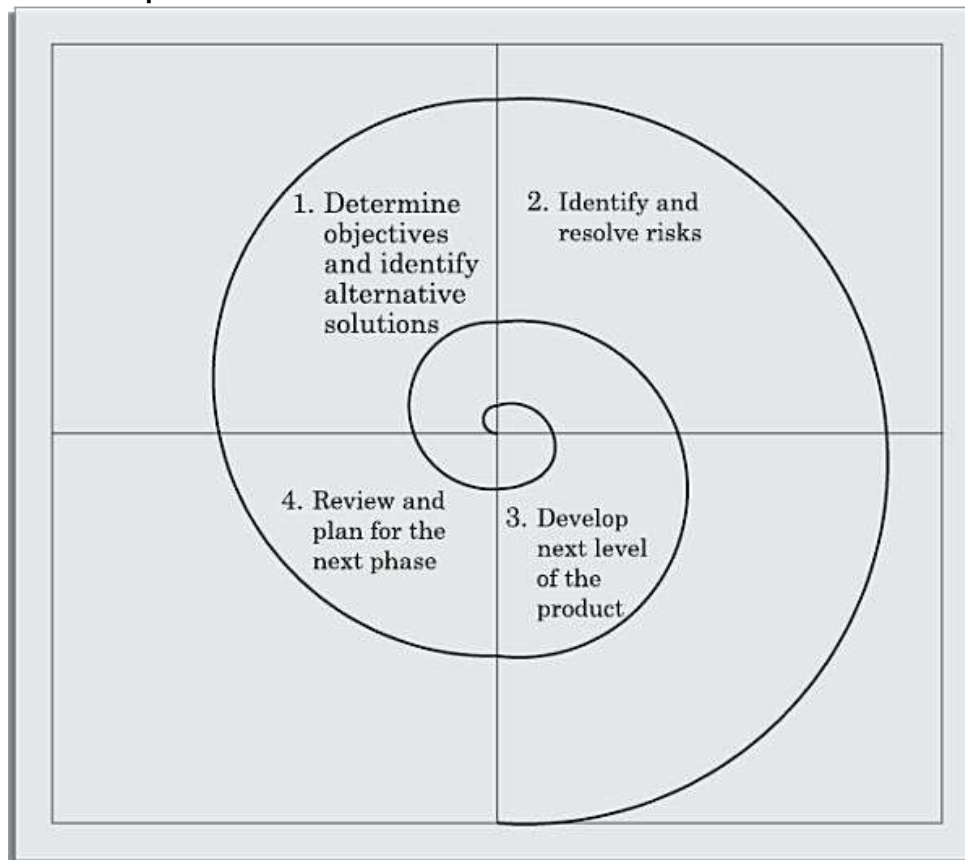 1. Determine
objectives
and identify
alternative
solutions
2. Identify and
resolve risks
4. Review and
plan for the
next phase
3. Develop
next level
of the
product